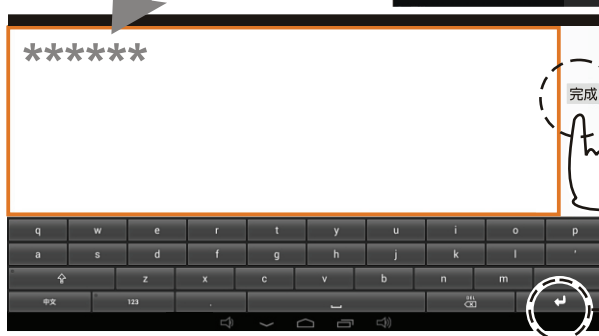 ******
完成
q w e r t y u i o p
a s d f g h j k l '
z x c v b n m
中文 123 . DEL